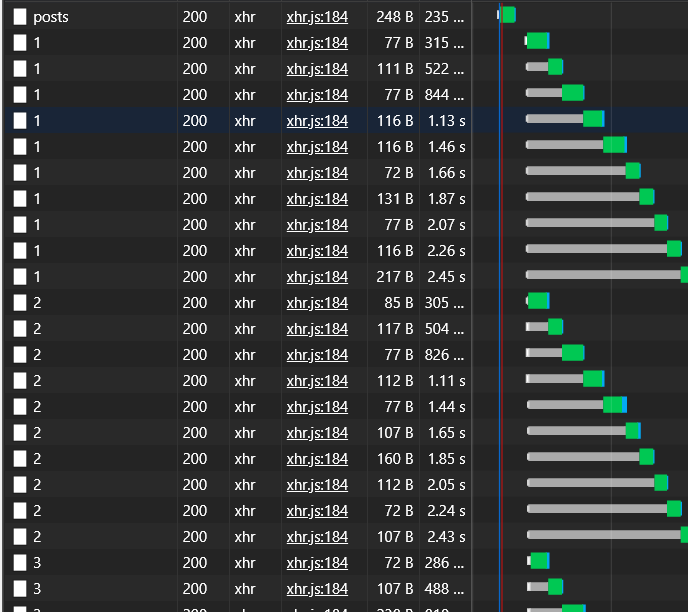 posts 200 xhr xhr.js:184 248 B 235 ...
1 200 xhr xhr.js:184 77 B 315 ...
1 200 xhr xhr.js:184 111 B 522 ...
1 200 xhr xhr.js:184 77 B 844 ...
1 200 xhr xhr.js:184 116 B 1.13 s
1 200 xhr xhr.js:184 116 B 1.46 s
1 200 xhr xhr.js:184 72 B 1.66 s
1 200 xhr xhr.js:184 131 B 1.87 s
1 200 xhr xhr.js:184 77 B 2.07 s
1 200 xhr xhr.js:184 116 B 2.26 s
1 200 xhr xhr.js:184 217 B 2.45 s
2 200 xhr xhr.js:184 85 B 305 ...
2 200 xhr xhr.js:184 117 B 504 ...
2 200 xhr xhr.js:184 77 B 826 ...
2 200 xhr xhr.js:184 112 B 1.11 s
2 200 xhr xhr.js:184 77 B 1.44 s
2 200 xhr xhr.js:184 107 B 1.65 s
2 200 xhr xhr.js:184 160 B 1.85 s
2 200 xhr xhr.js:184 112 B 2.05 s
2 200 xhr xhr.js:184 72 B 2.24 s
2 200 xhr xhr.js:184 107 B 2.43 s
3 200 xhr xhr.js:184 72 B 286 ...
3 200 xhr xhr.js:184 107 B 488 ...